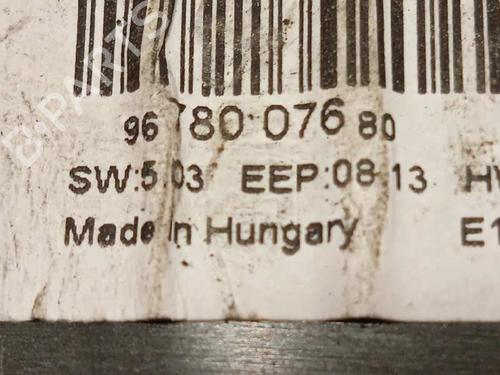 B-PARTS
96 780 076 80
SW:5.03 EEP:08.13 HW
Made In Hungary E1